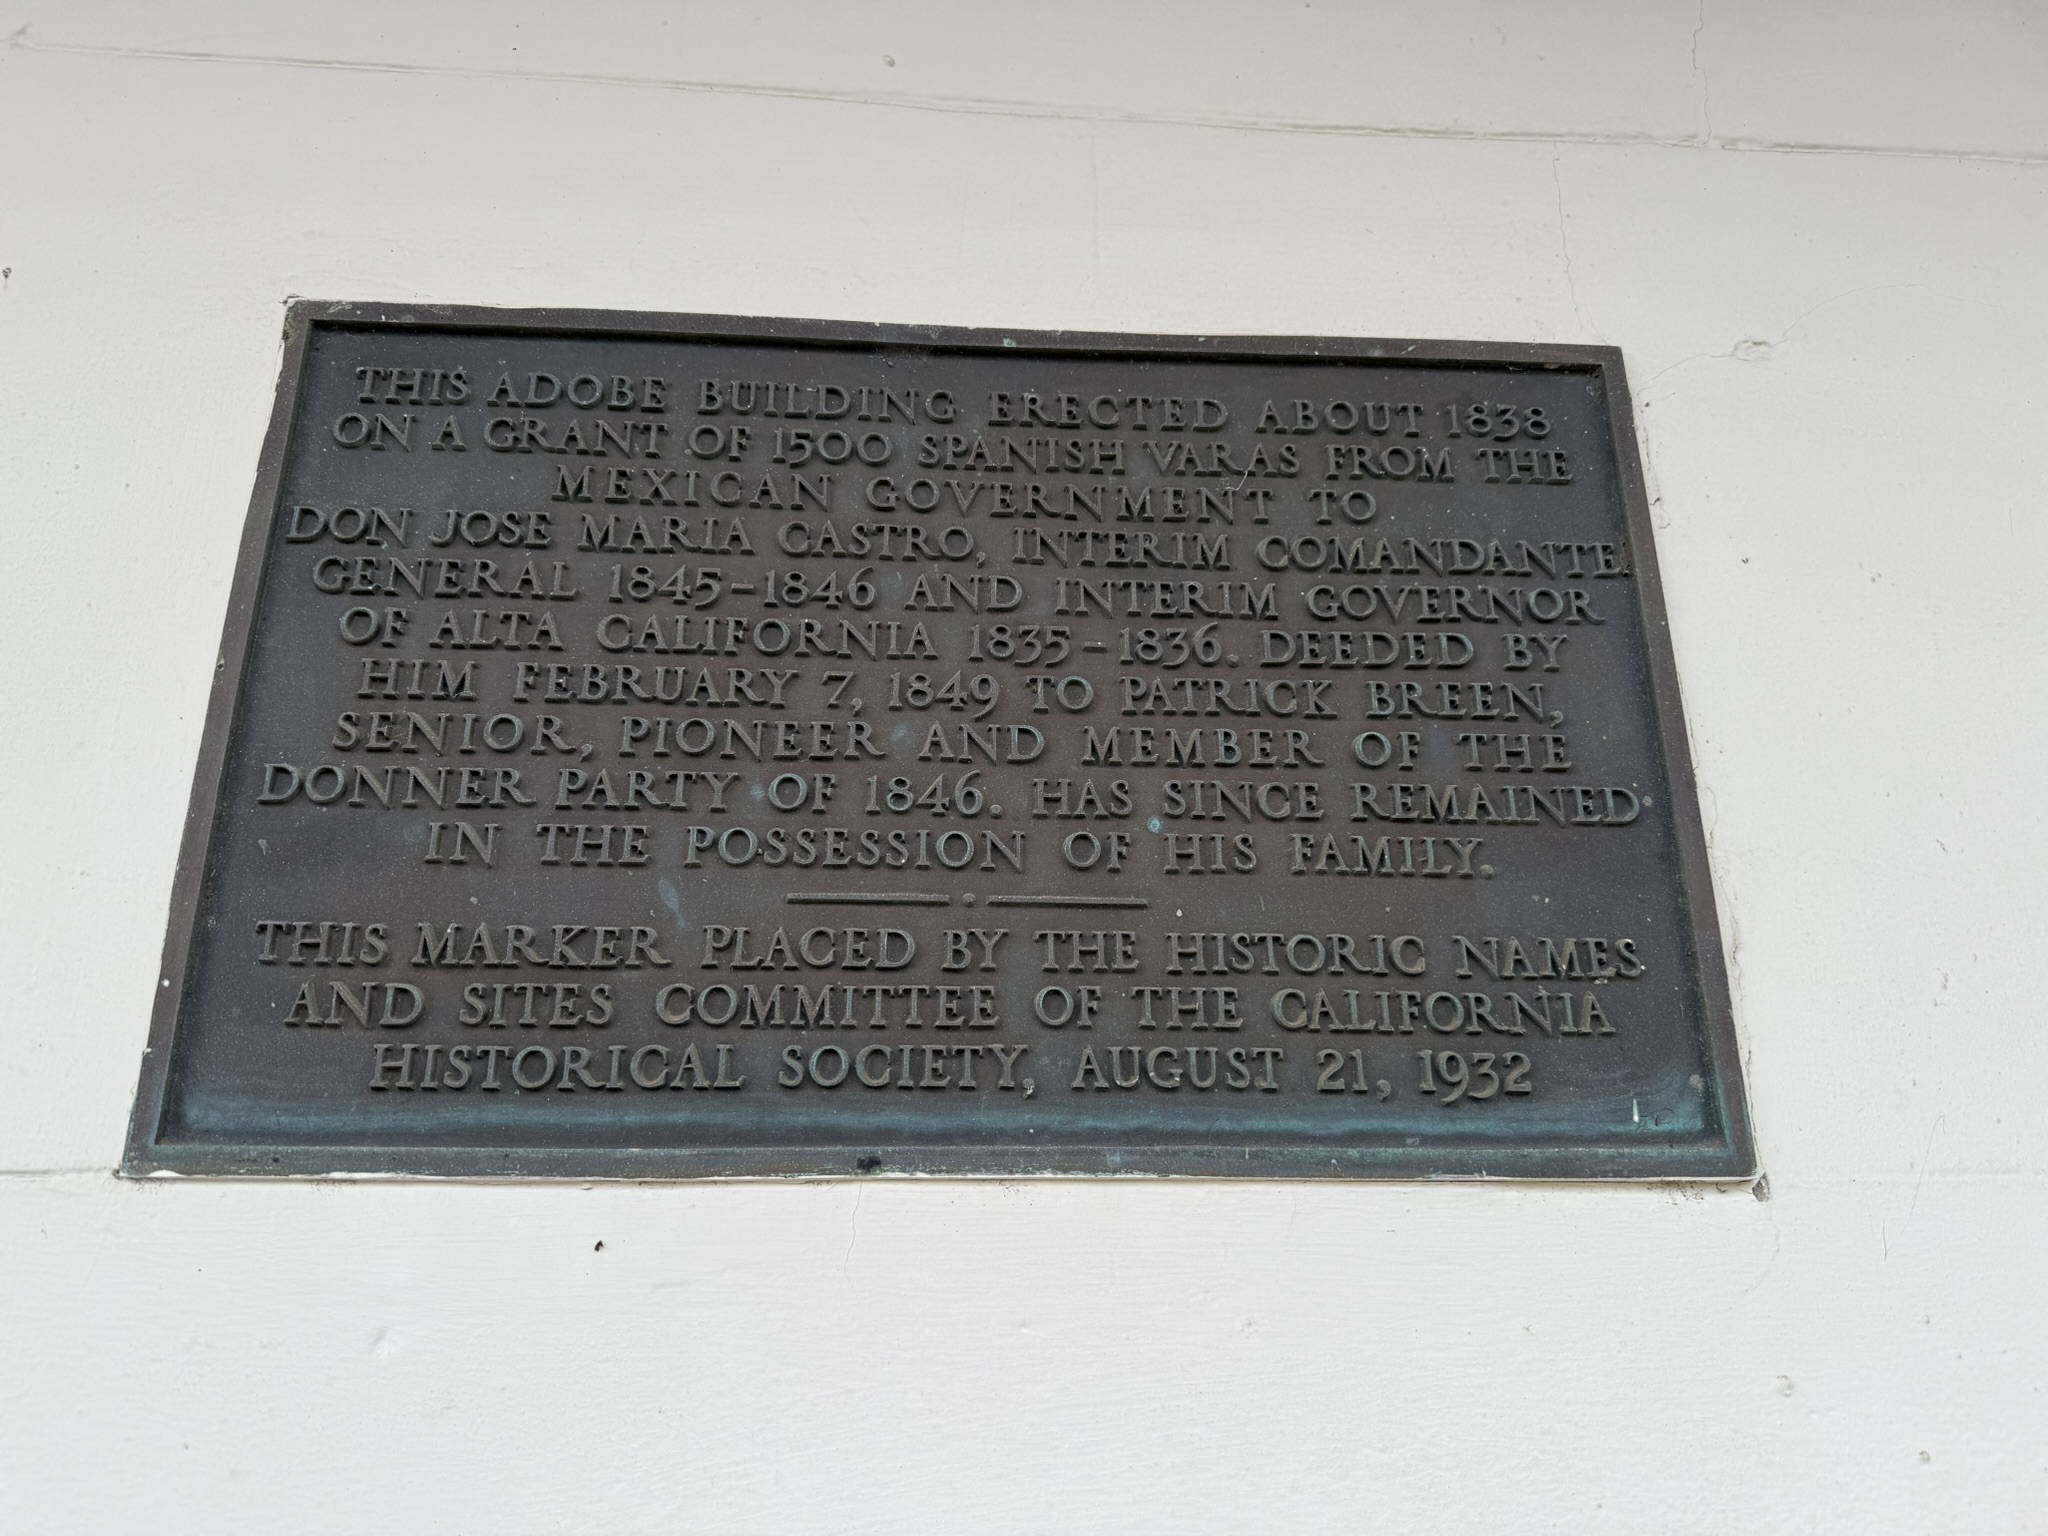 THIS ADOBE BUILDING ERECTED ABOUT 1838
ON A GRANT OF 1500 SPANISH VARAS FROM THE
MEXICAN GOVERNMENT TO
DON JOSE MARIA CASTRO, INTERIM COMANDANTE
GENERAL 1845-1846 AND INTERIM GOVERNOR
OF ALTA CALIFORNIA 1835-1836. DEEDED BY
HIM FEBRUARY 7, 1849 TO PATRICK BREEN,
SENIOR, PIONEER AND MEMBER OF THE
DONNER PARTY OF 1846. HAS SINCE REMAINED
IN THE POSSESSION OF HIS FAMILY.
THIS MARKER PLACED BY THE HISTORIC NAMES
AND SITES COMMITTEE OF THE CALIFORNIA
HISTORICAL SOCIETY, AUGUST 21, 1932